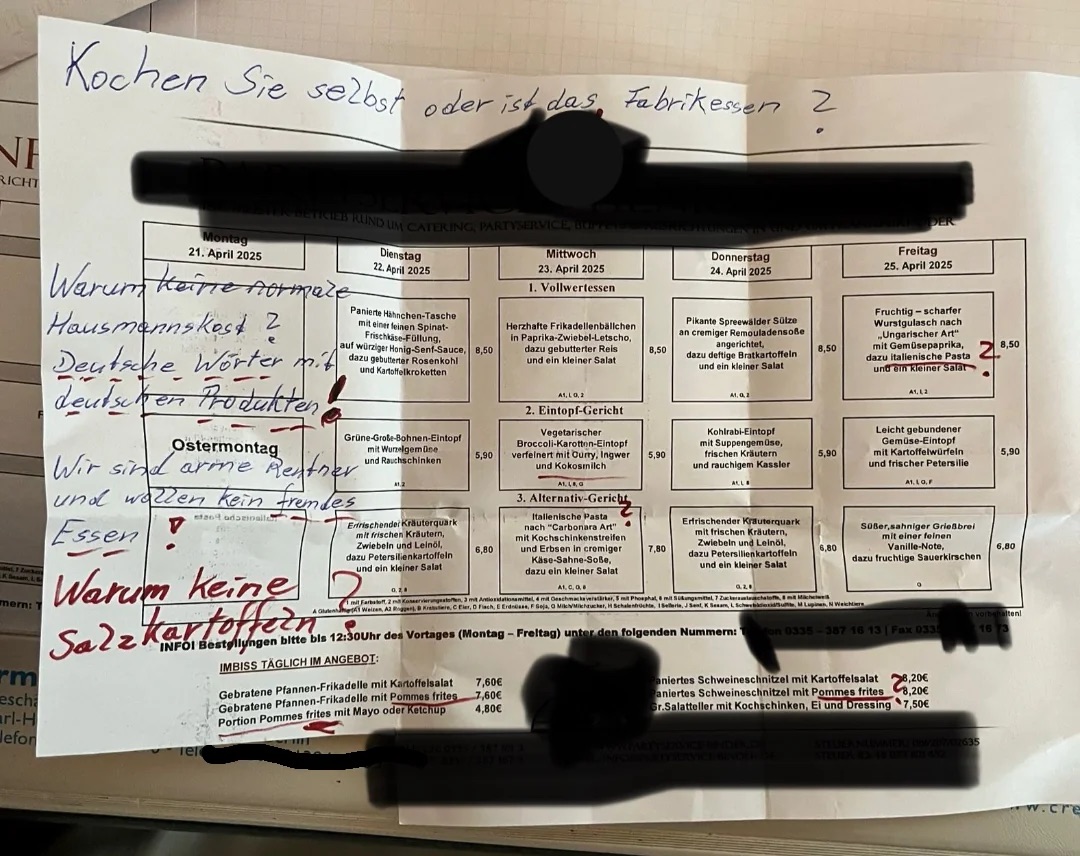 Kochen Sie selbst oder ist das Fabrikessen ?
BETRIEB RUND UM CATERING, PARTYSERVICE,
Montag
21. April 2025
Dienstag
22. April 2025
Mittwoch
23. April 2025
Donnerstag
24. April 2025
Freitag
25. April 2025
Warum keine normale
Hausmannskost ?
Deutsche Wörter mit
deutschen Produkten!
1. Vollwertessen
Panierte Hähnchen-Tasche
mit einer feinen Spinat-
Frischkäse-Füllung,
auf würziger Honig-Senf-Sauce,
dazu gebutterter Rosenkohl
und Kartoffelkroketten
8,50
Herzhafte Frikadellenbällchen
in Paprika-Zwiebel-Letscho,
dazu gebutterter Reis
und ein kleiner Salat
8,50
Pikante Spreewälder Sülze
an cremiger Remouladensoße
angerichtet,
dazu deftige Bratkartoffeln
und ein kleiner Salat
8,50
Fruchtig – scharfer
Wurstgulasch nach
„Ungarischer Art"
mit Gemüsepaprika,
dazu italienische Pasta ?
und ein kleiner Salat
8,50
Ostermontag
Wir sind arme Rentner
und wollen kein fremdes
Essen !
2. Eintopf-Gericht
Grüne-Große-Bohnen-Eintopf
mit Wurzelgemüse
und Rauchschinken
5,90
Vegetarischer
Broccoli-Karotten-Eintopf
verfeinert mit Curry, Ingwer
und Kokosmilch
5,90
Kohlrabi-Eintopf
mit Suppengemüse,
frischen Kräutern
und rauchigem Kassler
5,90
Leicht gebundener
Gemüse-Eintopf
mit Kartoffelwürfeln
und frischer Petersilie
5,90
3. Alternativ-Gericht
Erfrischender Kräuterquark
mit frischen Kräutern,
Zwiebeln und Leinöl,
dazu Petersilienkartoffeln
und ein kleiner Salat
6,80
Italienische Pasta ?
nach "Carbonara Art"
mit Kochschinkenstreifen
und Erbsen in cremiger
Käse-Sahne-Soße,
dazu ein kleiner Salat
7,80
Erfrischender Kräuterquark
mit frischen Kräutern,
Zwiebeln und Leinöl,
dazu Petersilienkartoffeln
und ein kleiner Salat
6,80
Süßer, sahniger Grießbrei
mit einer feinen
Vanille-Note,
dazu fruchtige Sauerkirschen
6,80
Warum keine ?
Salzkartoffeln
INFO! Bestellungen bitte bis 12:30Uhr des Vortages (Montag – Freitag) unter den folgenden Nummern:
IMBISS TÄGLICH IM ANGEBOT:
Gebratene Pfannen-Frikadelle mit Kartoffelsalat 7,60€
Gebratene Pfannen-Frikadelle mit Pommes frites 7,60€
Portion Pommes frites mit Mayo oder Ketchup 4,80€
Paniertes Schweineschnitzel mit Kartoffelsalat 8,20€
Paniertes Schweineschnitzel mit Pommes frites ? 8,20€
Gr.Salatteller mit Kochschinken, Ei und Dressing 7,50€